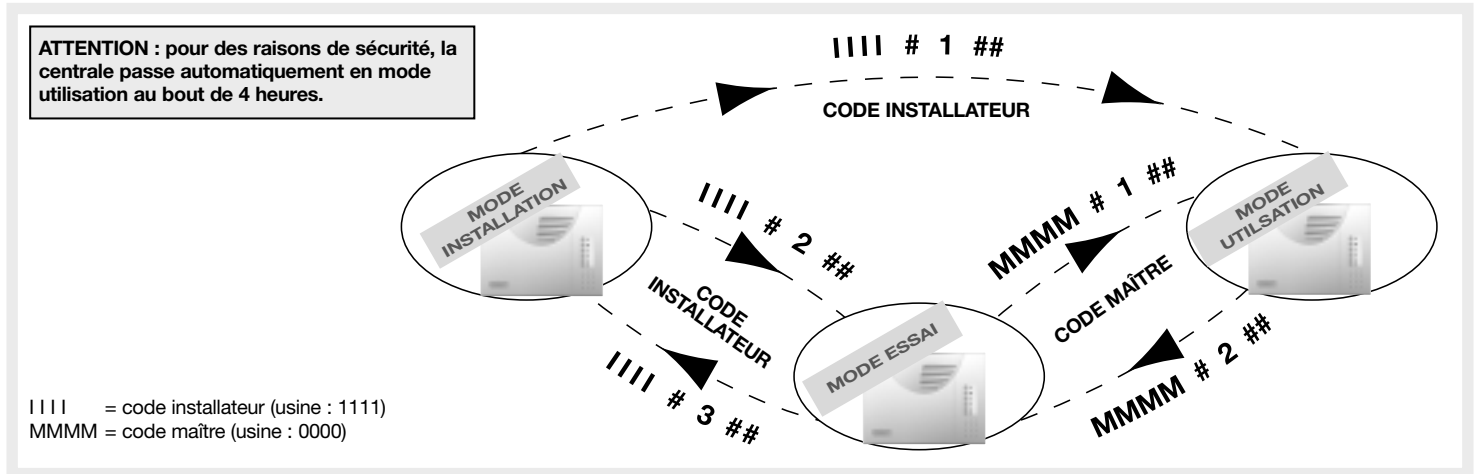 ATTENTION : pour des raisons de sécurité, la
centrale passe automatiquement en mode
utilisation au bout de 4 heures.
IIII # 1 ##
CODE INSTALLATEUR
MODE
INSTALLATION
IIII # 2 ##
CODE
INSTALLATEUR
IIII # 3 ##
MODE ESSAI
MMMM # 1 ##
CODE MAÎTRE
MMMM # 2 ##
MODE
UTILSATION
I I I I = code installateur (usine : 1111)
MMMM = code maître (usine : 0000)